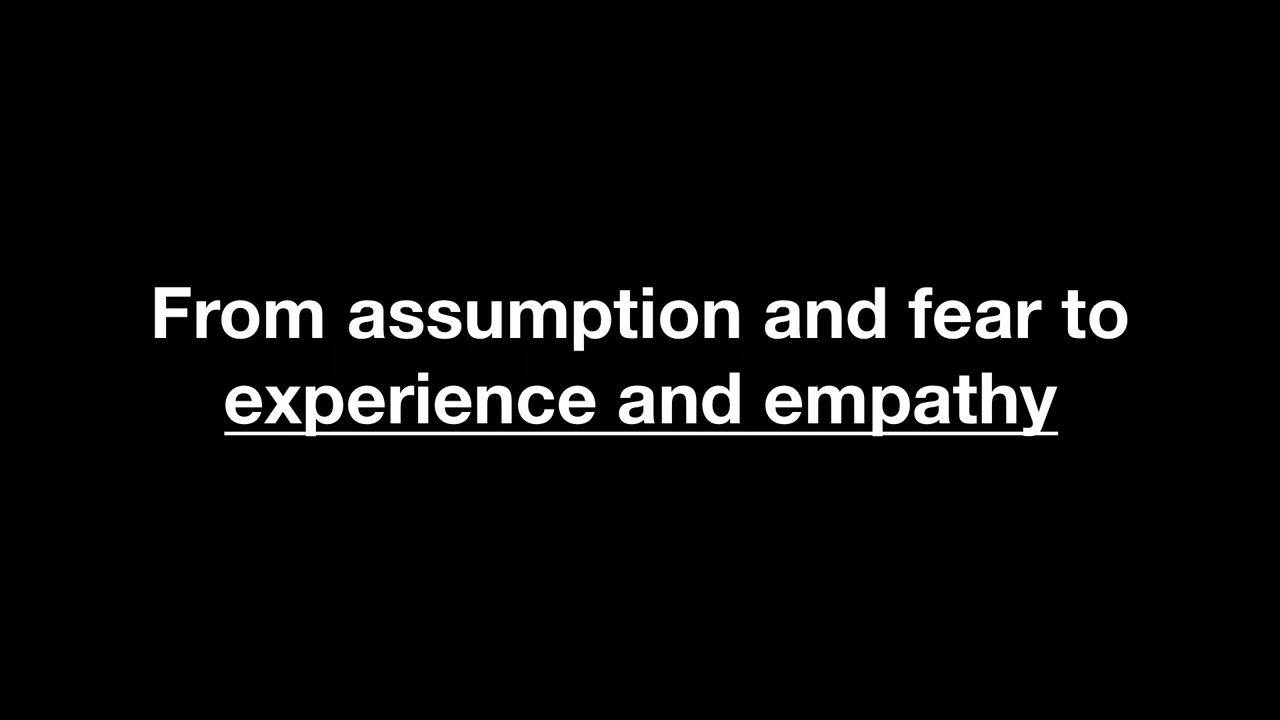 From assumption and fear to
experience and empathy